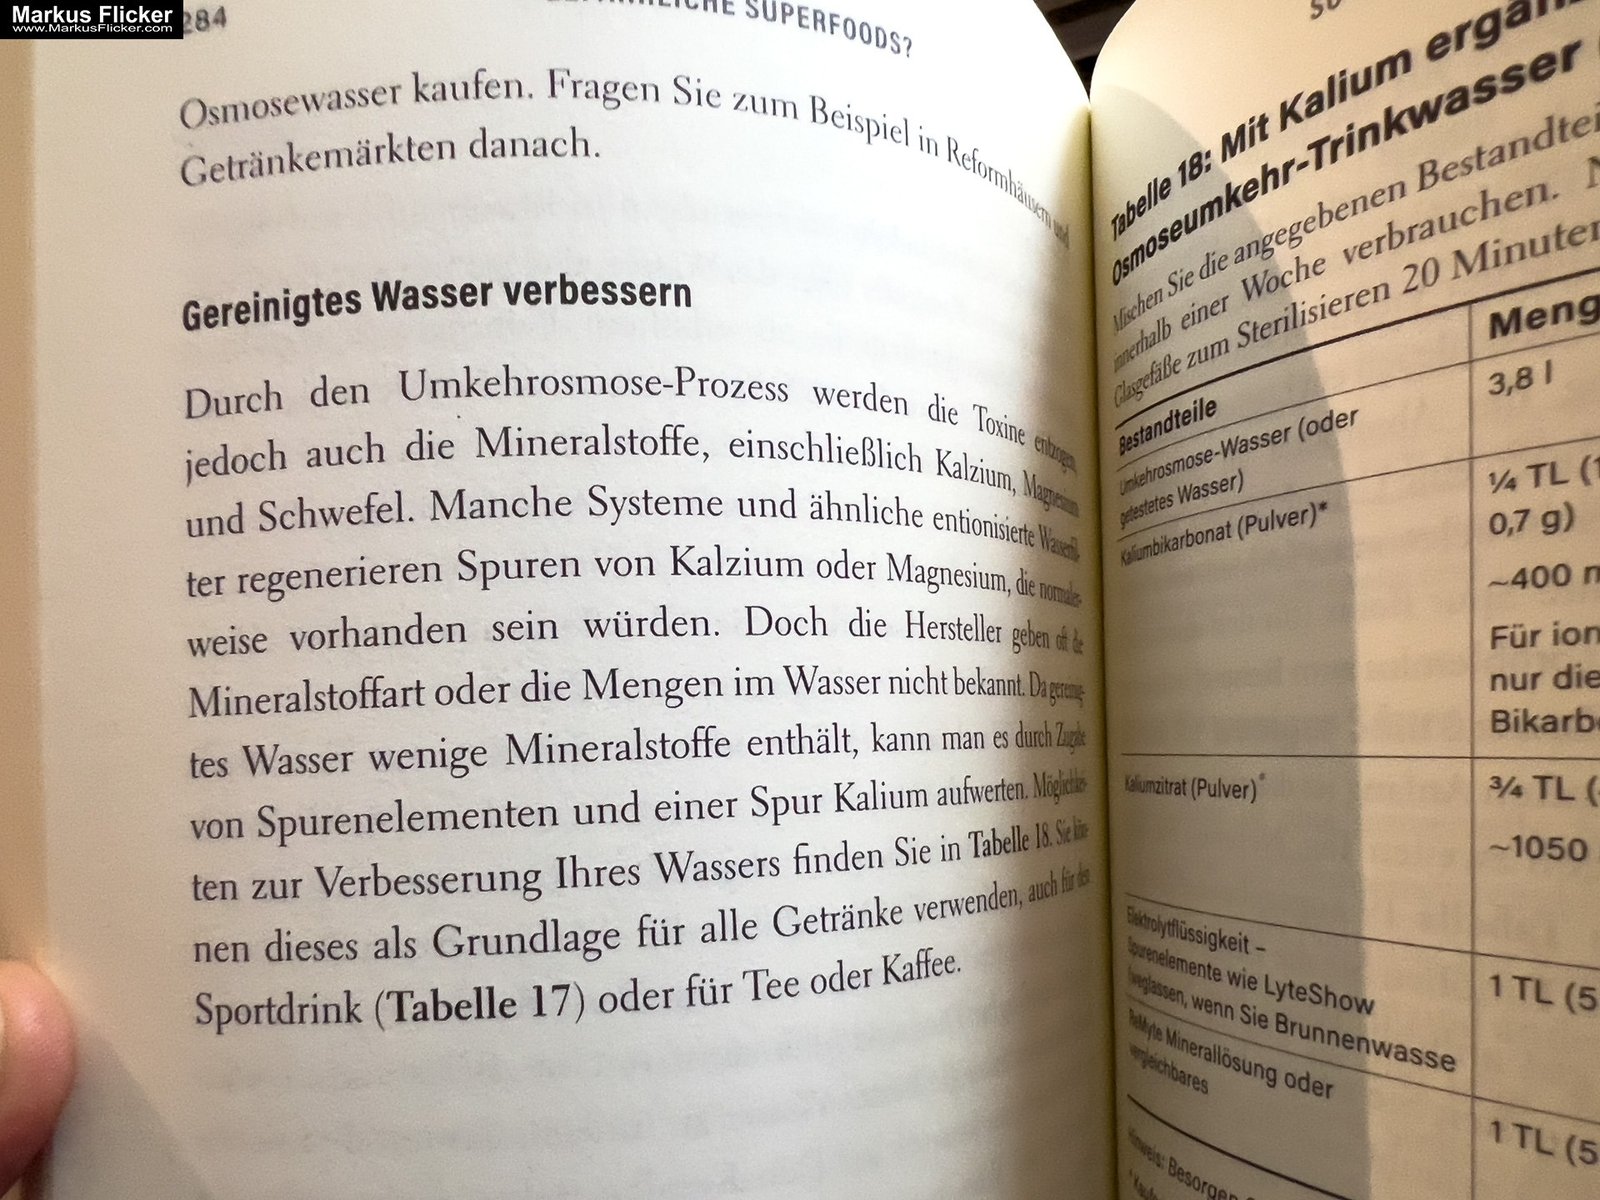 Markus Flicker
www.MarkusFlicker.com
284
SUPERFOODS?
Osmosewasser kaufen. Fragen Sie zum Beispiel in Reformhäusern und
Getränkemärkten danach.
Gereinigtes Wasser verbessern
Durch den Umkehrosmose-Prozess werden die Toxine entzogen,
jedoch auch die Mineralstoffe, einschließlich Kalzium, Magnesium
und Schwefel. Manche Systeme und ähnliche entionisierte Wasserfil-
ter regenerieren Spuren von Kalzium oder Magnesium, die normaler-
weise vorhanden sein würden. Doch die Hersteller geben oft die
Mineralstoffart oder die Mengen im Wasser nicht bekannt. Da gereinig-
tes Wasser wenige Mineralstoffe enthält, kann man es durch Zugabe
von Spurenelementen und einer Spur Kalium aufwerten. Möglichkei-
ten zur Verbesserung Ihres Wassers finden Sie in Tabelle 18. Sie kön-
nen dieses als Grundlage für alle Getränke verwenden, auch für den
Sportdrink (Tabelle 17) oder für Tee oder Kaffee.
Tabelle 18: Mit Kalium ergän
Osmoseumkehr-Trinkwasser
Mischen Sie die angegebenen Bestandtei
innerhalb einer Woche verbrauchen.
Glasgefäße zum Sterilisieren 20 Minuten
Bestandteile
Meng
Umkehrosmose-Wasser (oder
getestetes Wasser)
3,8 l
Kaliumbikarbonat (Pulver)*
¼ TL (
0,7 g)
~400 m
Für ion
nur die
Bikarbo
Kaliumzitrat (Pulver)*
¾ TL (
~1050
Elektrolytflüssigkeit –
Spurenelemente wie LyteShow
(weglassen, wenn Sie Brunnenwasse
1 TL (5
ReMyte Minerallösung oder
vergleichbares
1 TL (5
Hinweis: Besorgen
* Kaufe